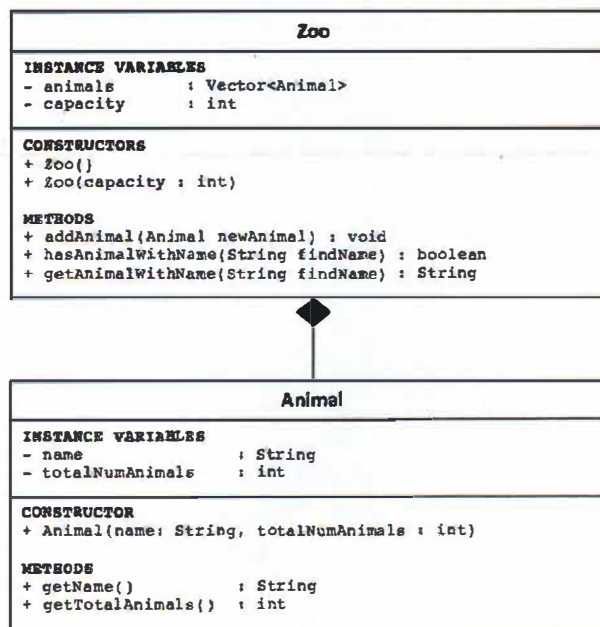 Zoo
INSTANCE VARIABLES
- animals : Vector<Animal>
- capacity : int
CONSTRUCTORS
+ Zoo()
+ Zoo(capacity : int)
METHODS
+ addAnimal(Animal newAnimal) : void
+ hasAnimalWithName(String findName) : boolean
+ getAnimalWithName(String findName) : String
Animal
INSTANCE VARIABLES
- name : String
- totalNumAnimals : int
CONSTRUCTOR
+ Animal(name: String, totalNumAnimals : int)
METHODS
+ getName() : String
+ getTotalAnimals() : int